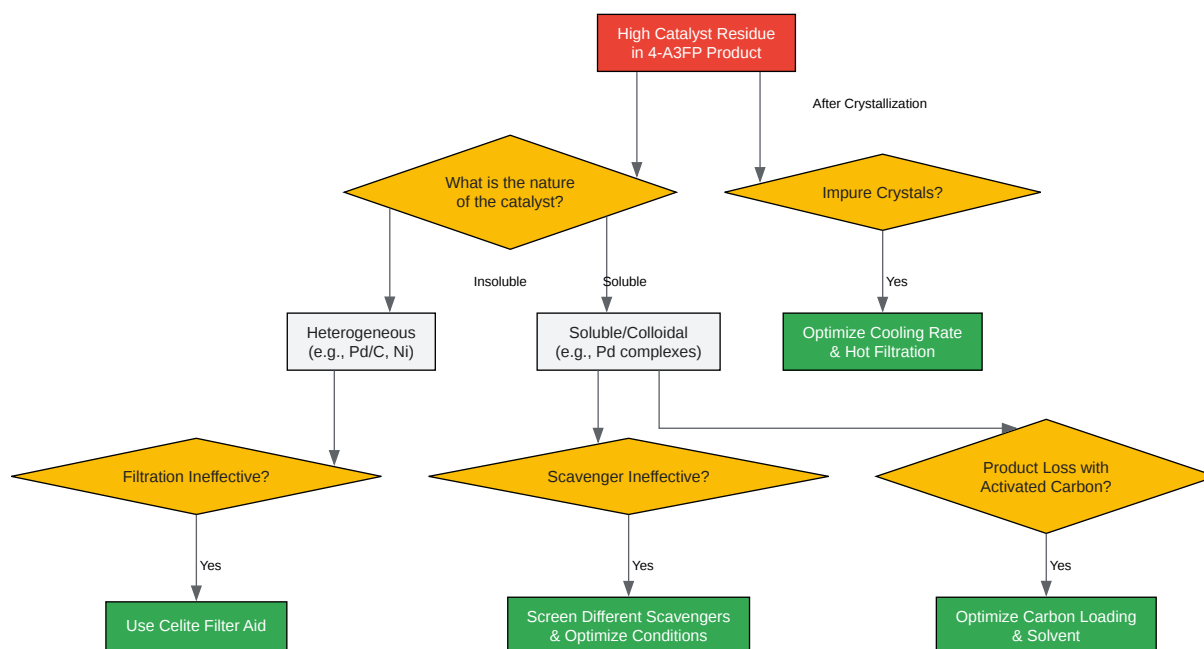 High Catalyst Residue
in 4-A3FP Product
After Crystallization
What is the nature
of the catalyst?
Impure Crystals?
Insoluble
Soluble
Yes
Heterogeneous
(e.g., Pd/C, Ni)
Soluble/Colloidal
(e.g., Pd complexes)
Optimize Cooling Rate
& Hot Filtration
Filtration Ineffective?
Scavenger Ineffective?
Product Loss with
Activated Carbon?
Yes
Yes
Yes
Use Celite Filter Aid
Screen Different Scavengers
& Optimize Conditions
Optimize Carbon Loading
& Solvent